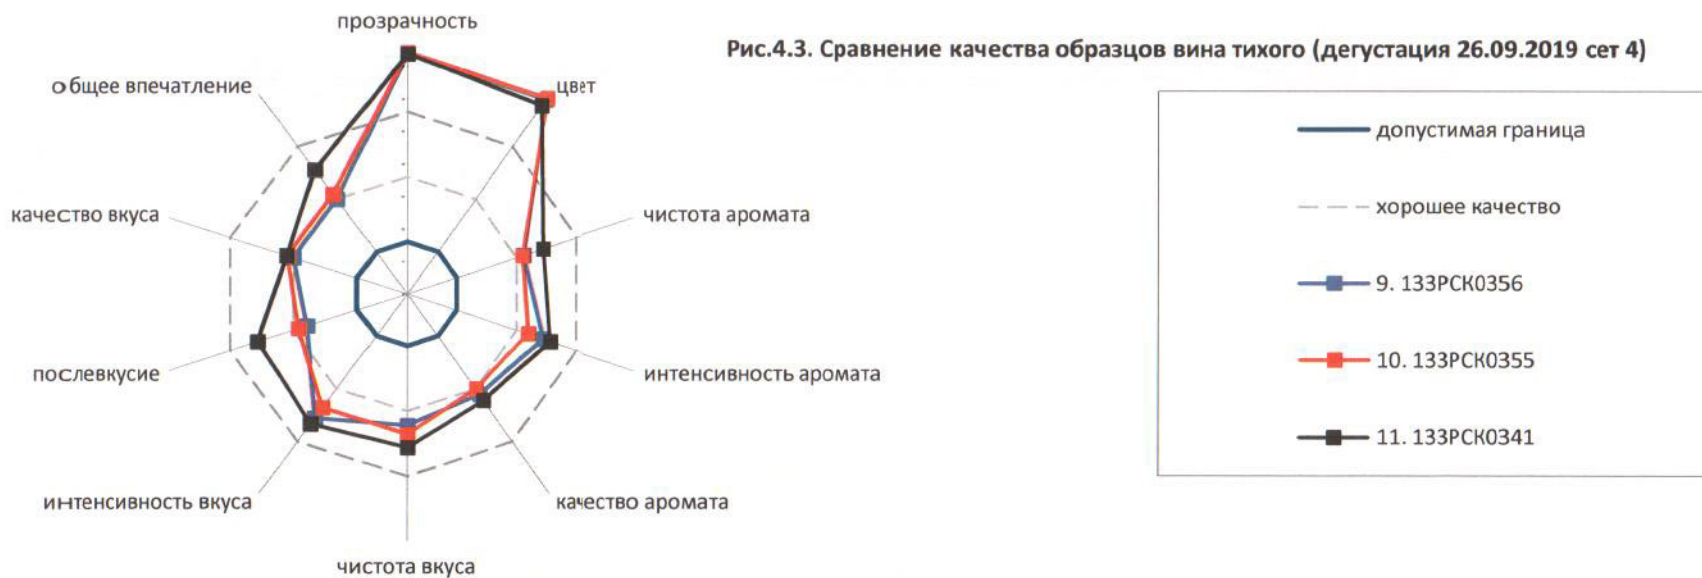 прозрачность
Рис.4.3. Сравнение качества образцов вина тихого (дегустация 26.09.2019 сет 4)
общее впечатление
цвет
допустимая граница
хорошее качество
качество вкуса
чистота аромата
9. 133РСК0356
послевкусие
интенсивность аромата
10. 133РСК0355
11. 133РСК0341
интенсивность вкуса
качество аромата
чистота вкуса